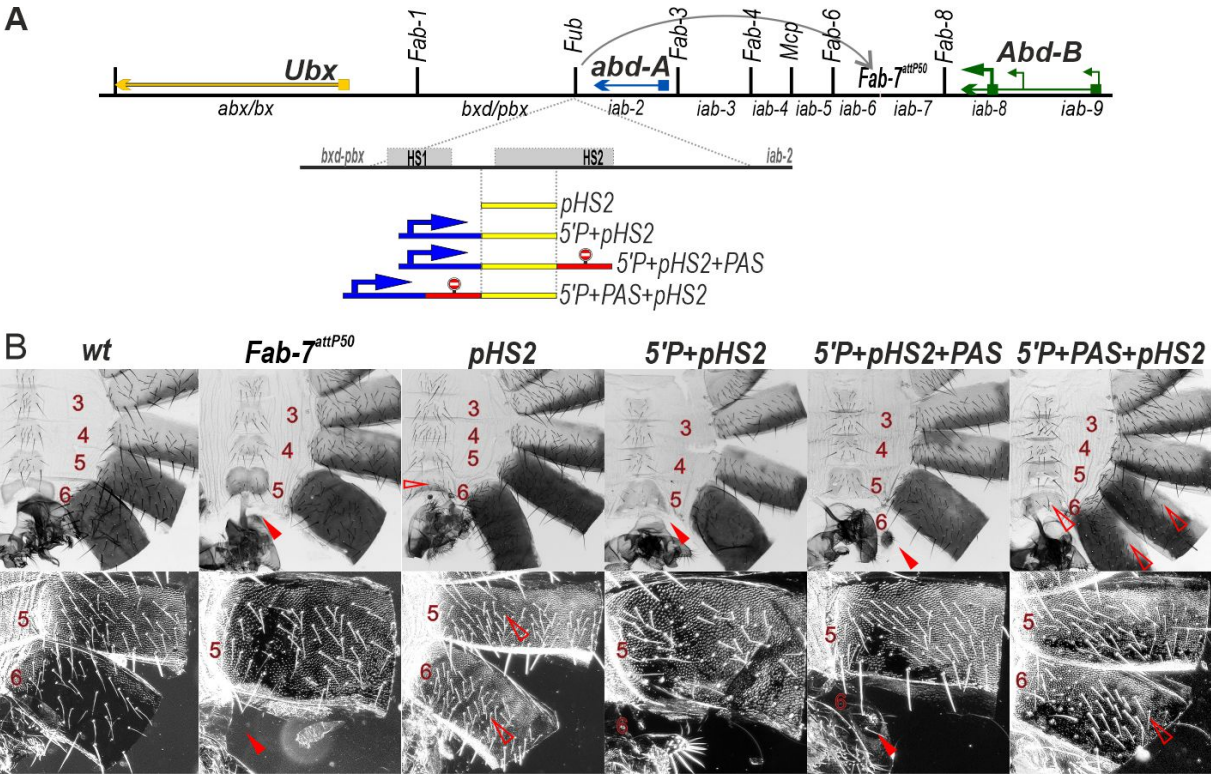 A
Fab-1
Fub
Fab-3
Fab-4
Mcp
Fab-6
Fab-8
Ubx
abd-A
Fab-7attP50
Abd-B
abx/bx
bxd/pbx
iab-2
iab-3
iab-4
iab-5
iab-6
iab-7
iab-8
iab-9
bxd-pbx
HS1
HS2
iab-2
pHS2
5'P+pHS2
5'P+pHS2+PAS
5'P+PAS+pHS2
B
wt
Fab-7attP50
pHS2
5'P+pHS2
5'P+pHS2+PAS
5'P+PAS+pHS2
3
4
5
6
3
4
5
3
4
5
6
3
4
5
3
4
5
6
3
4
5
6
5
6
5
5
6
5
6
5
6
5
6